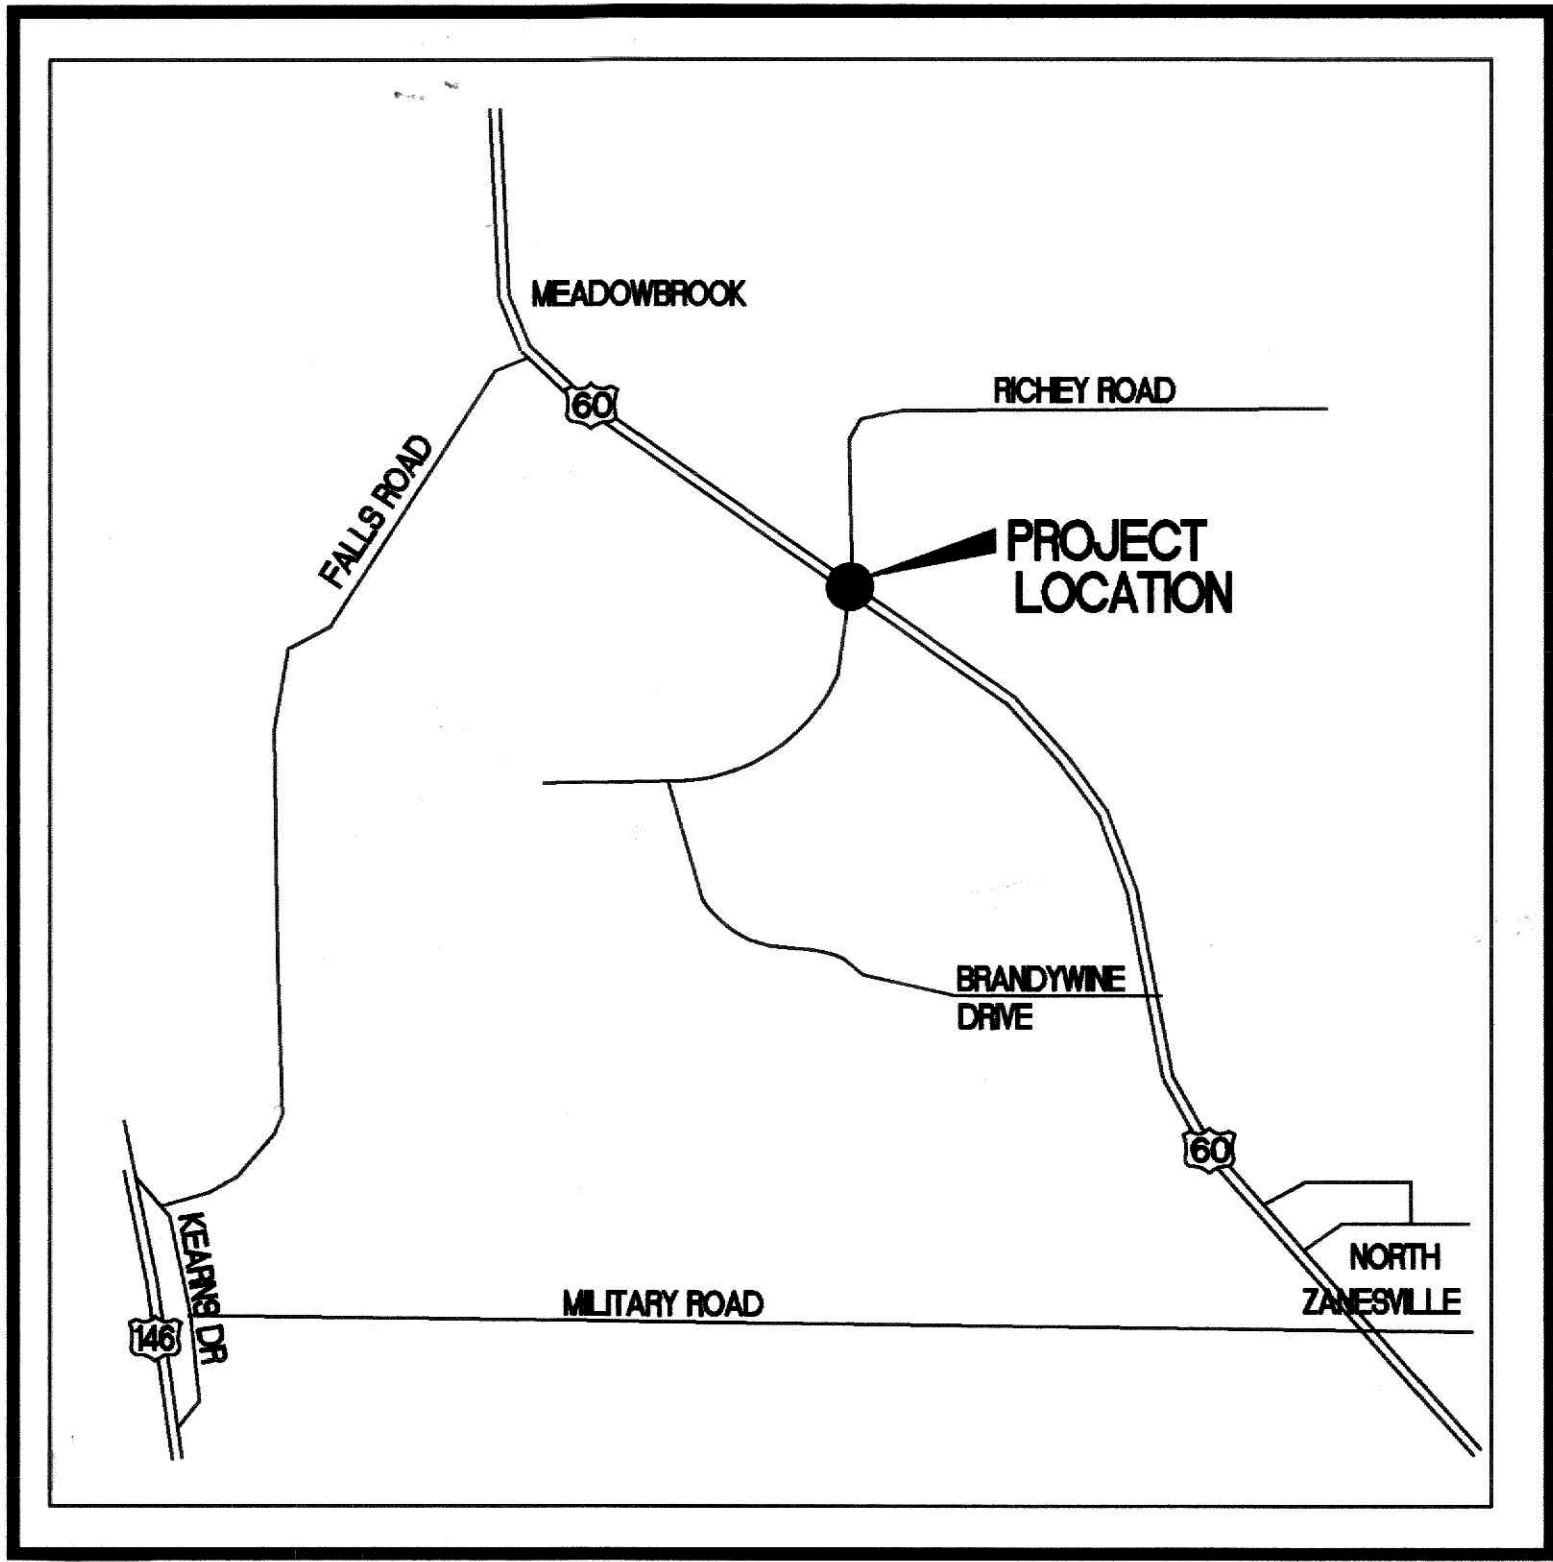 MEADOWBROOK
60
RICHEY ROAD
FALLS ROAD
PROJECT
LOCATION
BRANDYWINE
DRIVE
60
KEARNS DR
NORTH
ZANESVILLE
MILITARY ROAD
146